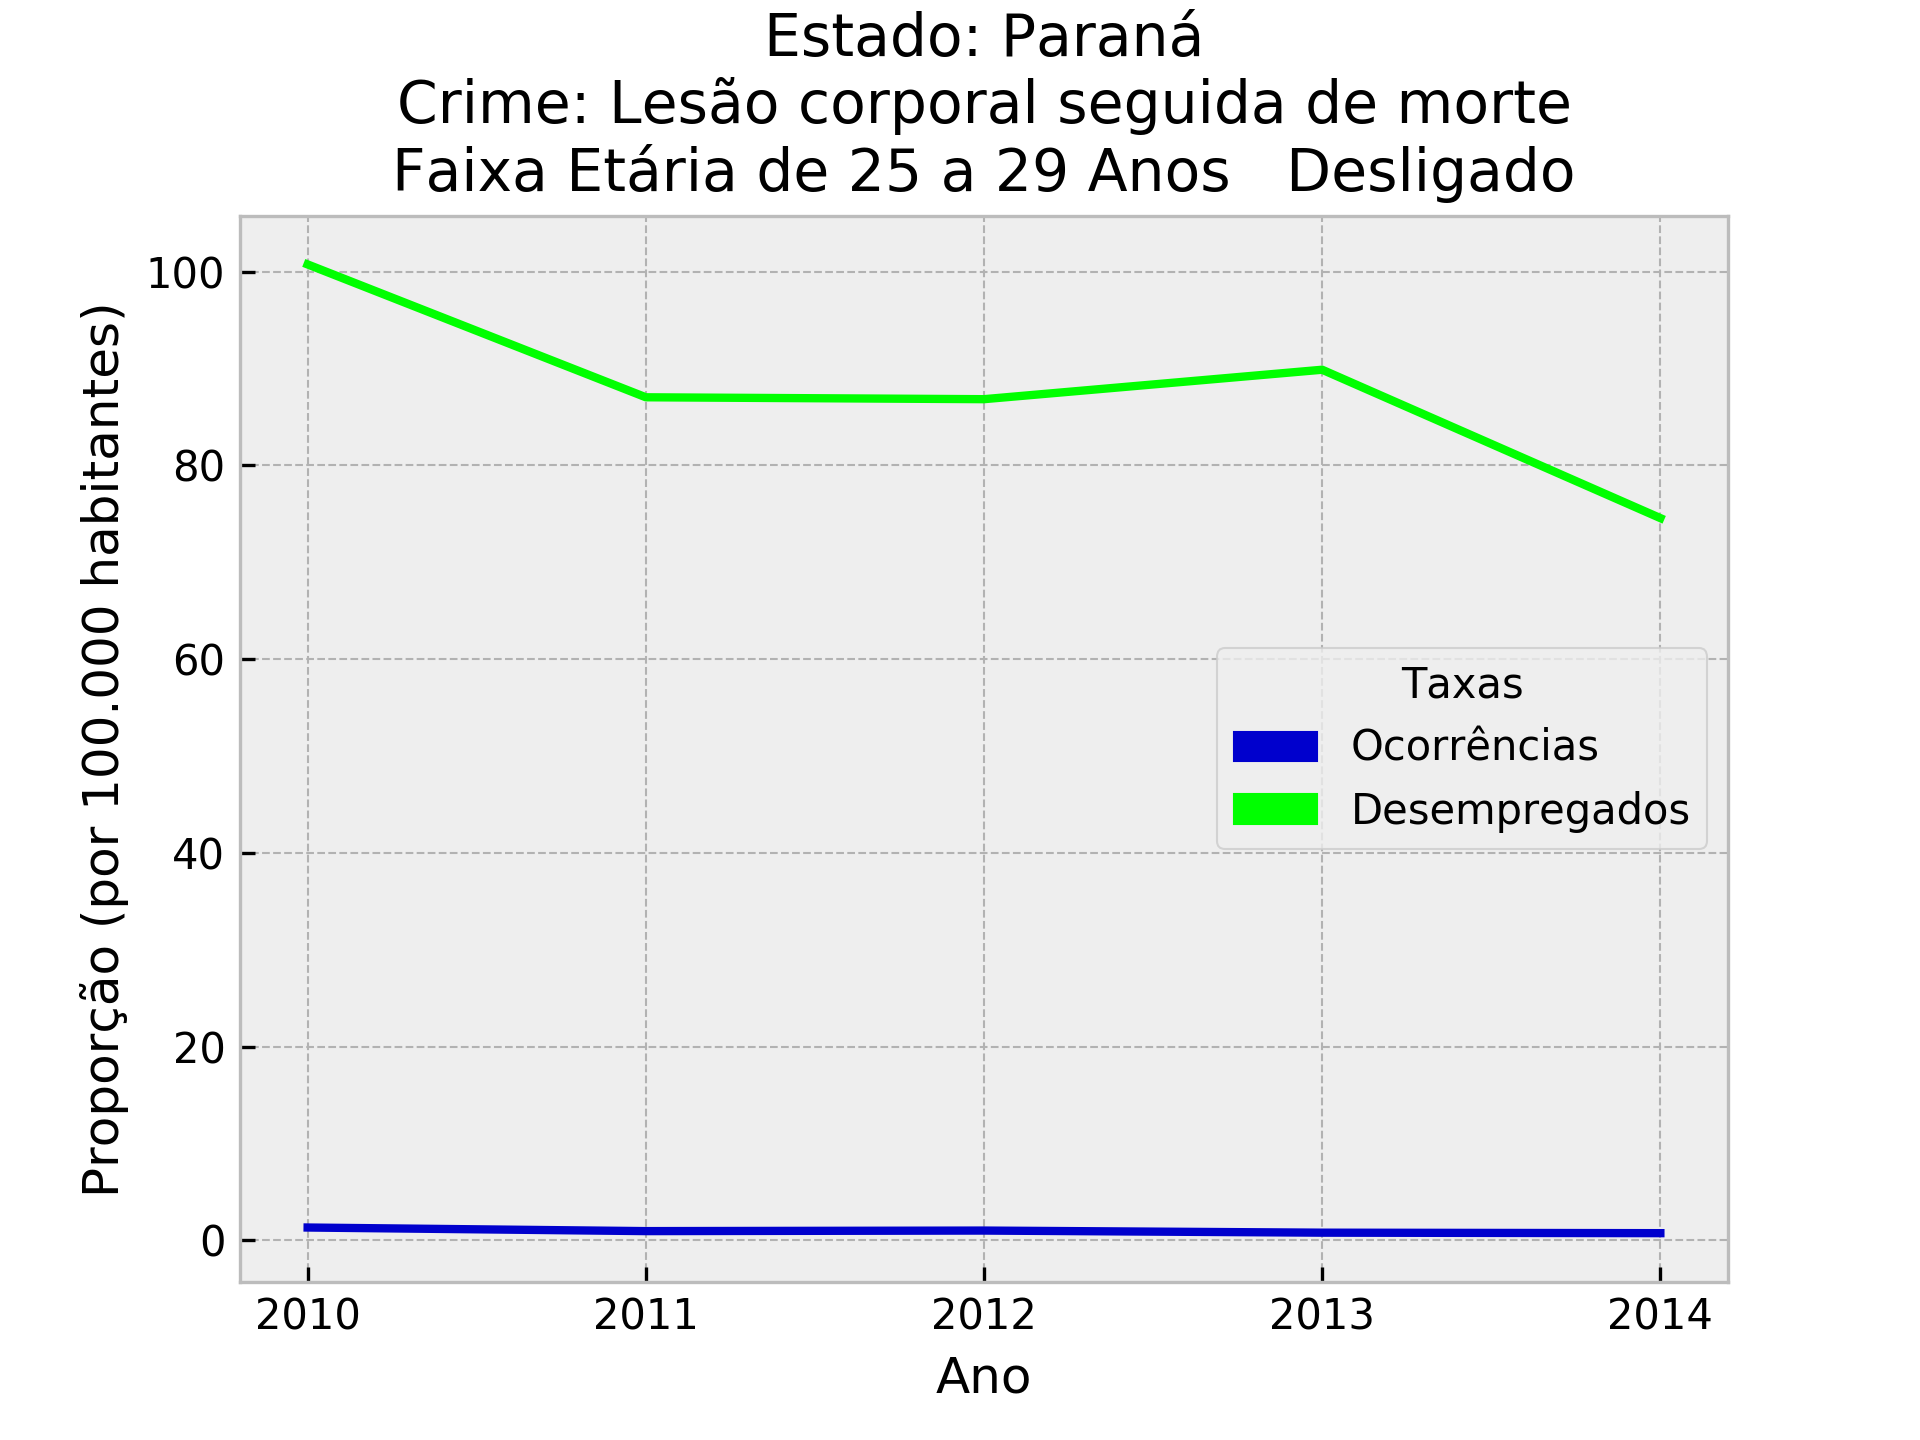 Estado: Paraná
Crime: Lesão corporal seguida de morte
Faixa Etária de 25 a 29 Anos   Desligado
Proporção (por 100.000 habitantes)
100
80
60
40
20
0
Taxas
Ocorrências
Desempregados
2010
2011
2012
2013
2014
Ano